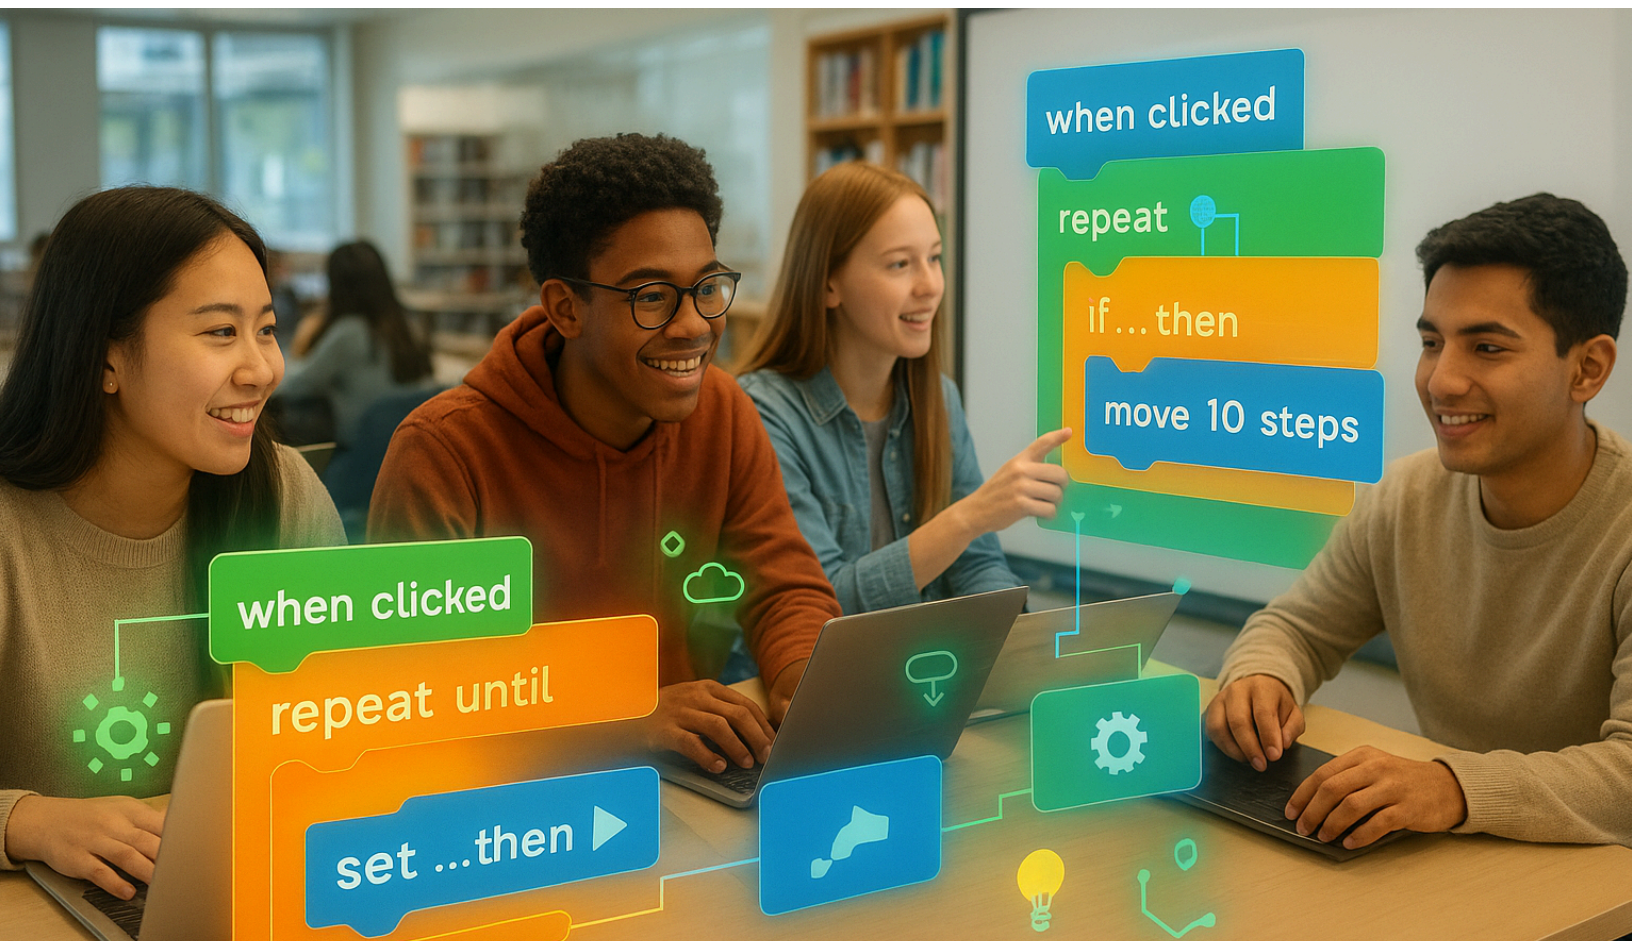 when clicked
repeat
if...then
move 10 steps
when clicked
repeat until
set ...then